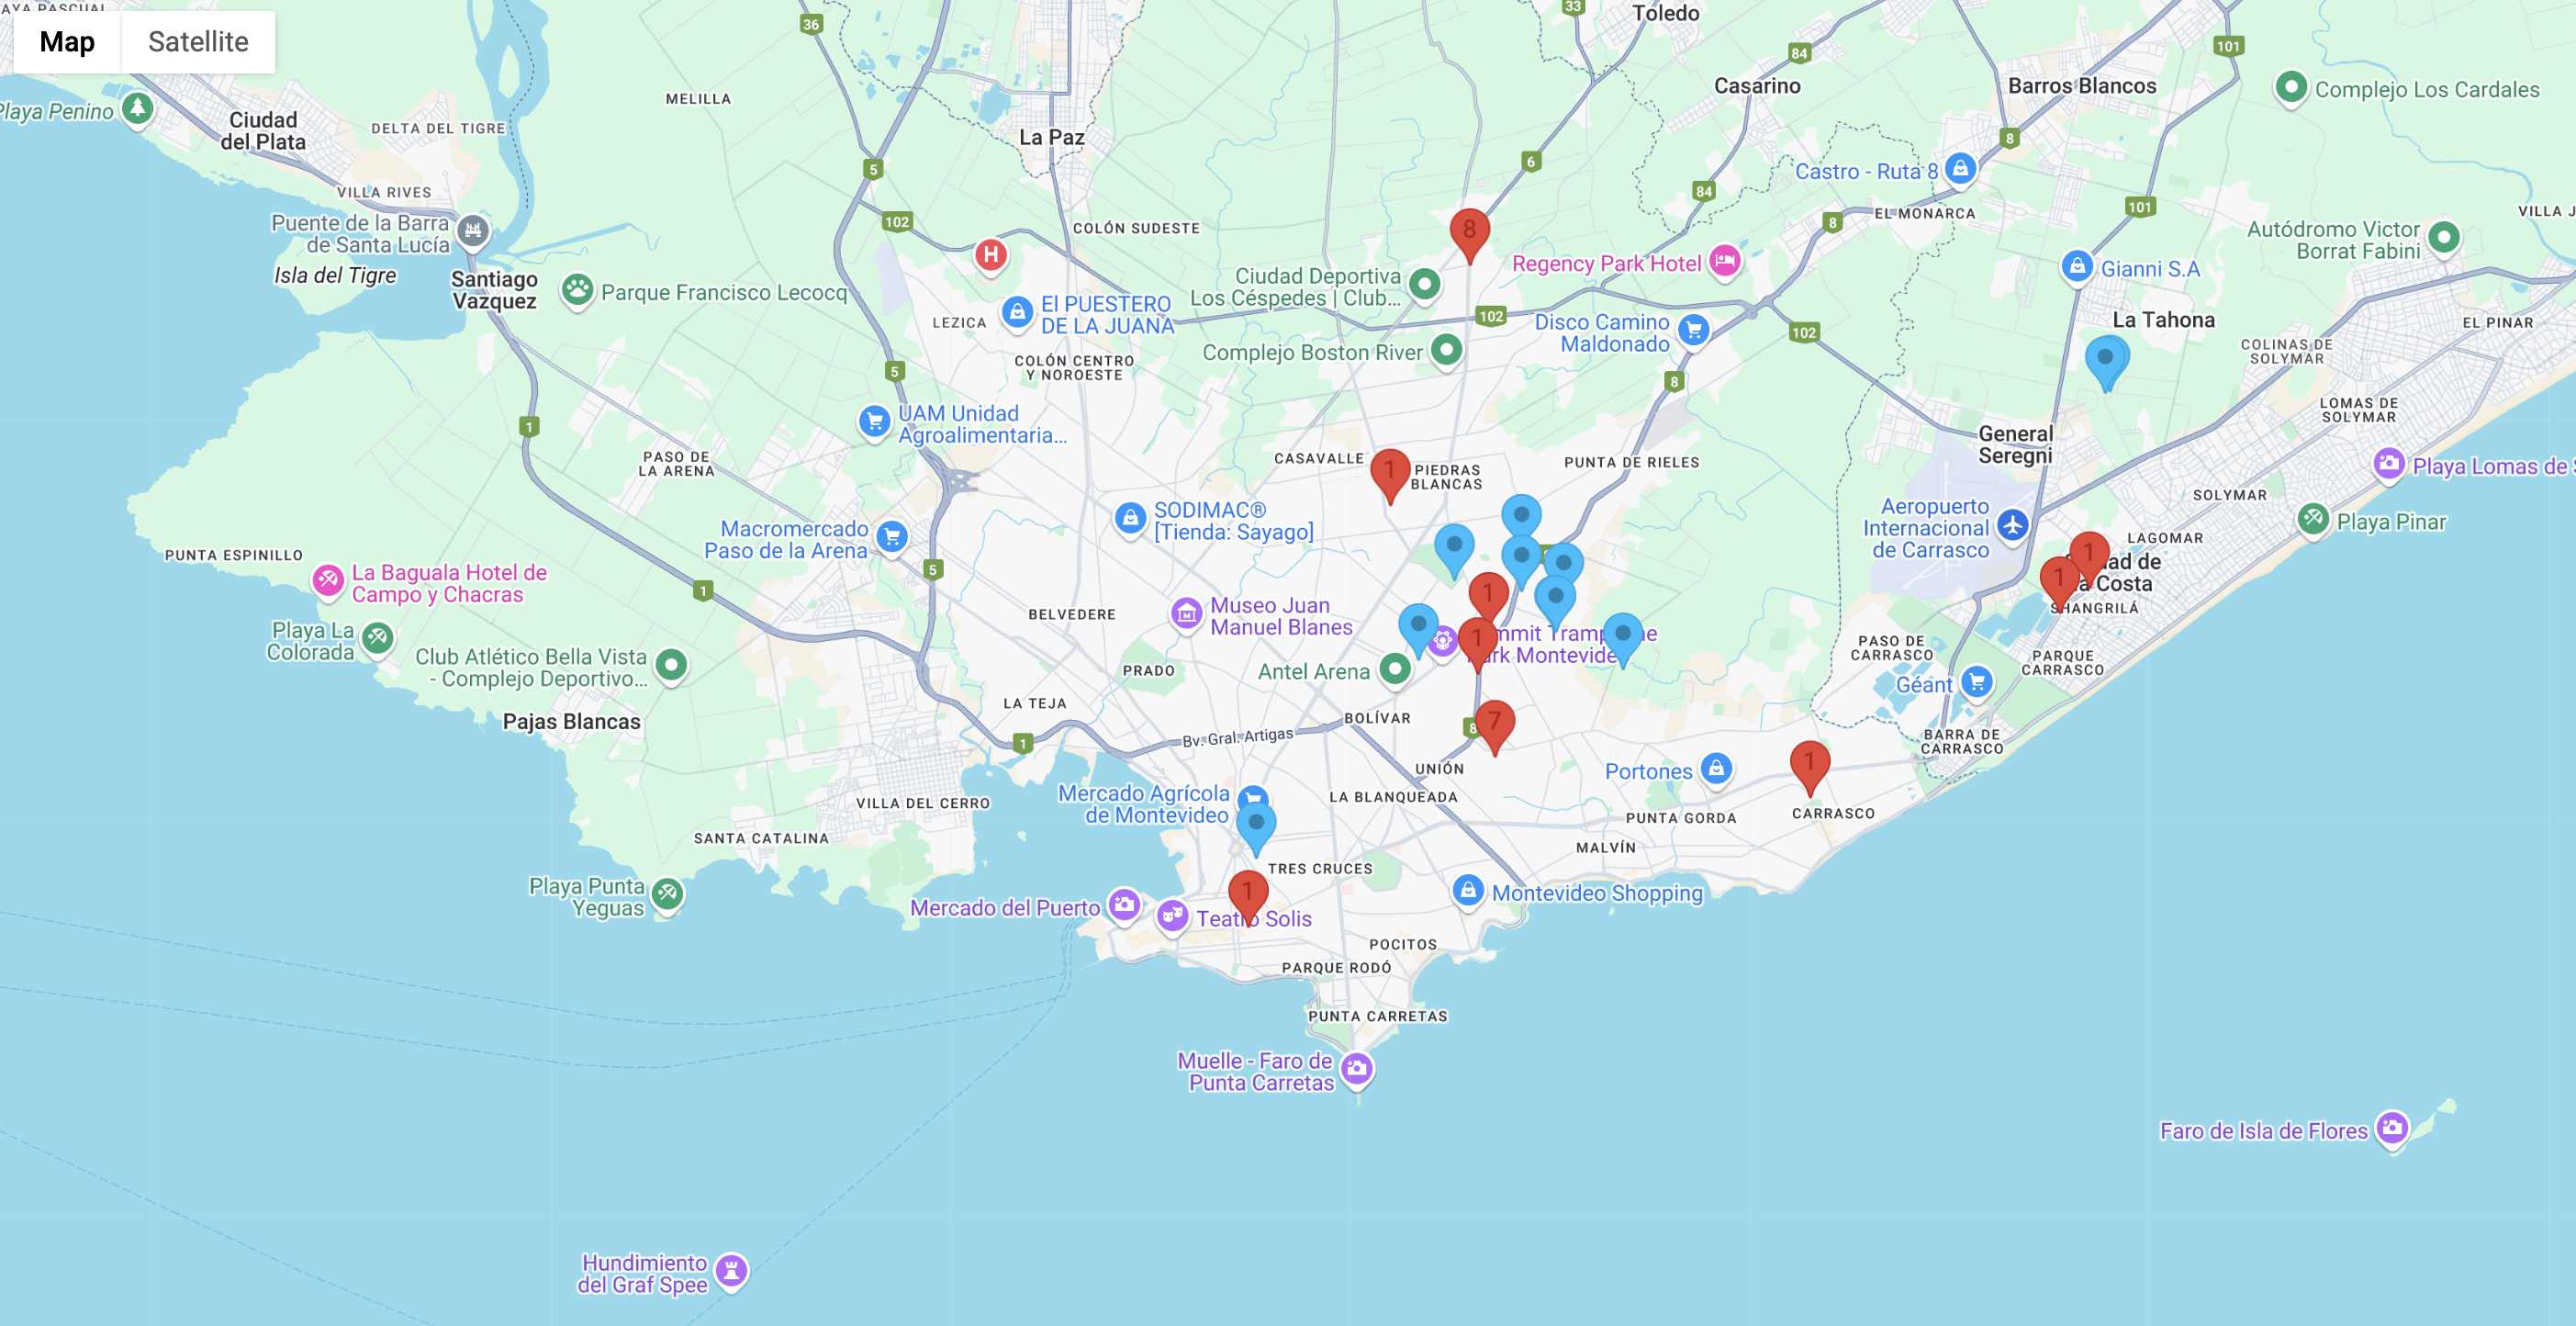 Map
Satellite
36
33
Toledo
101
84
Casarino
Barros Blancos
Complejo Los Cardales
MELILLA
Playa Penino
Ciudad
del Plata
DELTA DEL TIGRE
La Paz
8
5
6
Castro - Ruta 8
84
VILLA RIVES
102
COLÓN SUDESTE
8
EL MONARCA
101
Puente de la Barra
de Santa Lucía
8
H
Autódromo Victor
Borrat Fabini
Isla del Tigre
Santiago
Vazquez
Parque Francisco Lecocq
Ciudad Deportiva
Los Céspedes | Club...
Regency Park Hotel
Gianni S.A
El PUESTERO
DE LA JUANA
LEZICA
102
Disco Camino
Maldonado
102
La Tahona
EL PINAR
Complejo Boston River
COLÓN CENTRO
Y NOROESTE
COLINAS DE
SOLYMAR
5
8
UAM Unidad
Agroalimentaria...
LOMAS DE
SOLYMAR
1
General
Seregni
PASO DE
LA ARENA
CASAVALLE
1
PIEDRAS
BLANCAS
PUNTA DE RIELES
Playa Lomas de
SOLYMAR
SODIMAC®
[Tienda: Sayago]
Aeropuerto
Internacional
de Carrasco
Playa Pinar
Macromercado
Paso de la Arena
LAGOMAR
PUNTA ESPINILLO
5
1
1
SHANGRILÁ
La Baguala Hotel de
Campo y Chacras
1
BELVEDERE
Museo Juan
Manuel Blanes
1
1
Playa La
Colorada
Club Atlético Bella Vista
- Complejo Deportivo...
PRADO
Antel Arena
PASO DE
CARRASCO
PARQUE
CARRASCO
Géant
LA TEJA
Pajas Blancas
BOLÍVAR
8
7
1
Bv. Gral. Artigas
BARRA DE
CARRASCO
UNIÓN
Portones
1
Mercado Agrícola
de Montevideo
LA BLANQUEADA
VILLA DEL CERRO
PUNTA GORDA
CARRASCO
SANTA CATALINA
MALVÍN
TRES CRUCES
Playa Punta
Yeguas
1
Montevideo Shopping
Mercado del Puerto
Teatro Solis
POCITOS
PARQUE RODÓ
PUNTA CARRETAS
Muelle - Faro de
Punta Carretas
Faro de Isla de Flores
Hundimiento
del Graf Spee